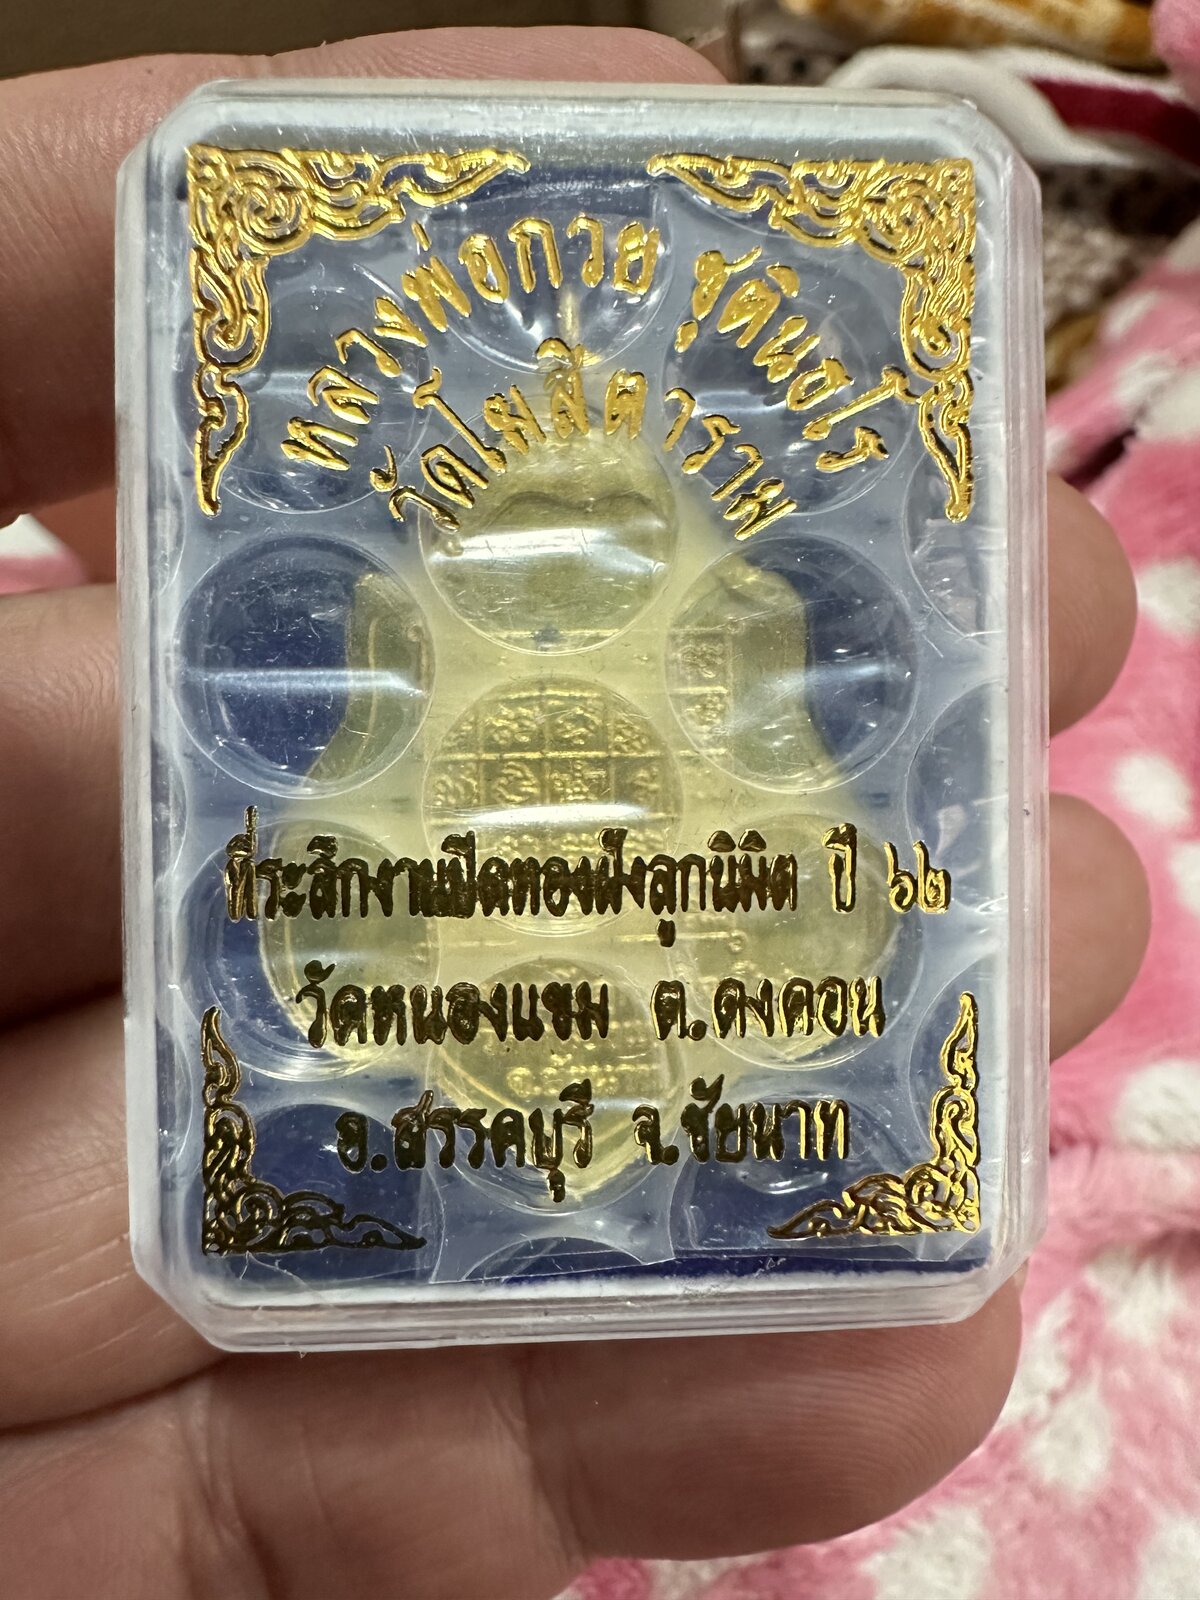 หลวงพ่อกวย ชุตินธโร
วัดโฆสิตาราม
ที่ระลึกงานปิดทองฝังลูกนิมิต ปี ๖๒
วัดหนองแขม ต.ดงคอน
อ.สรรคบุรี จ.ชัยนาท